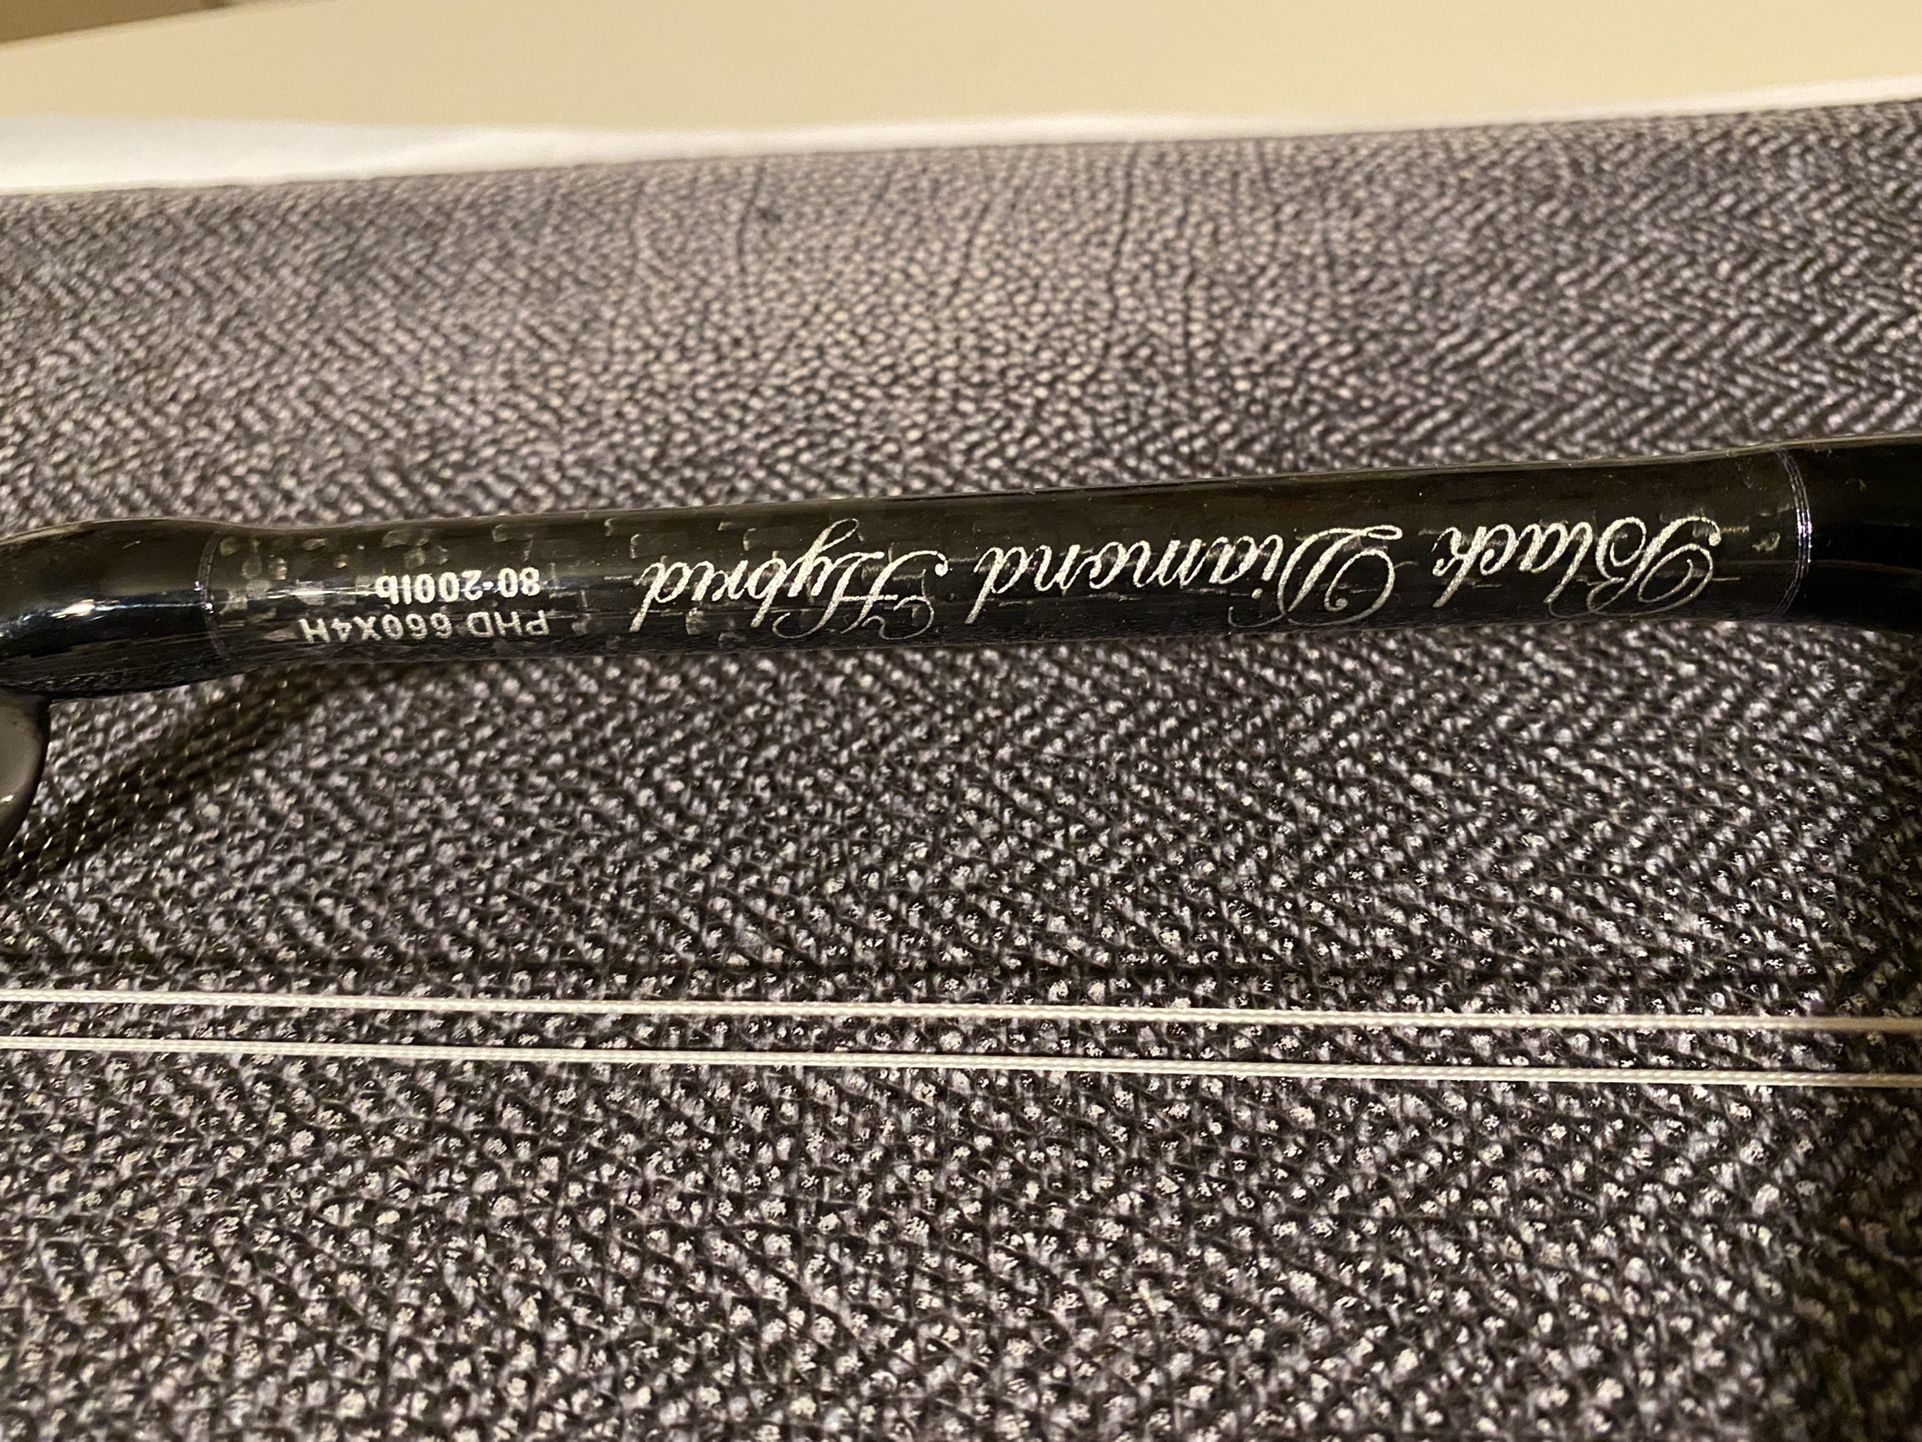 Black Diamond Hybrid
PHD 660X4H
80-200lb